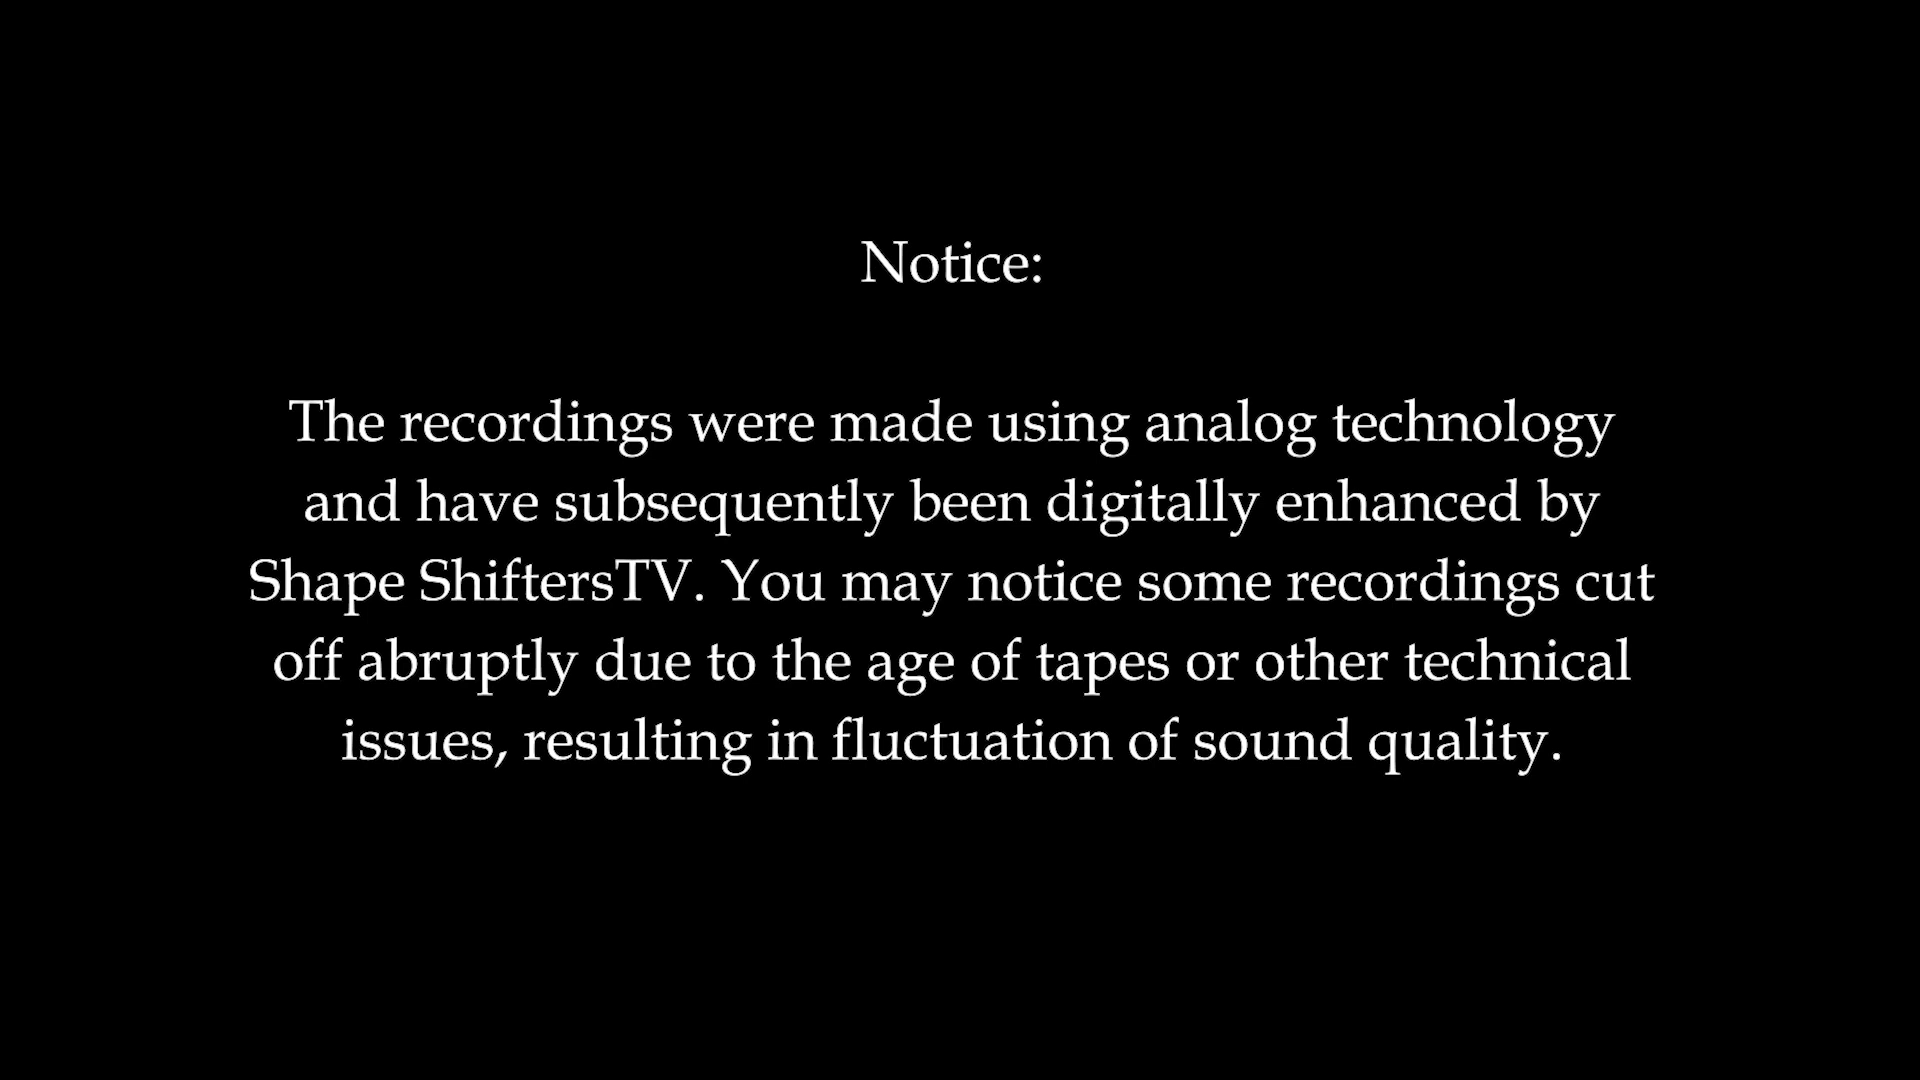 Notice:
The recordings were made using analog technology
and have subsequently been digitally enhanced by
Shape ShiftersTV. You may notice some recordings cut
off abruptly due to the age of tapes or other technical
issues, resulting in fluctuation of sound quality.